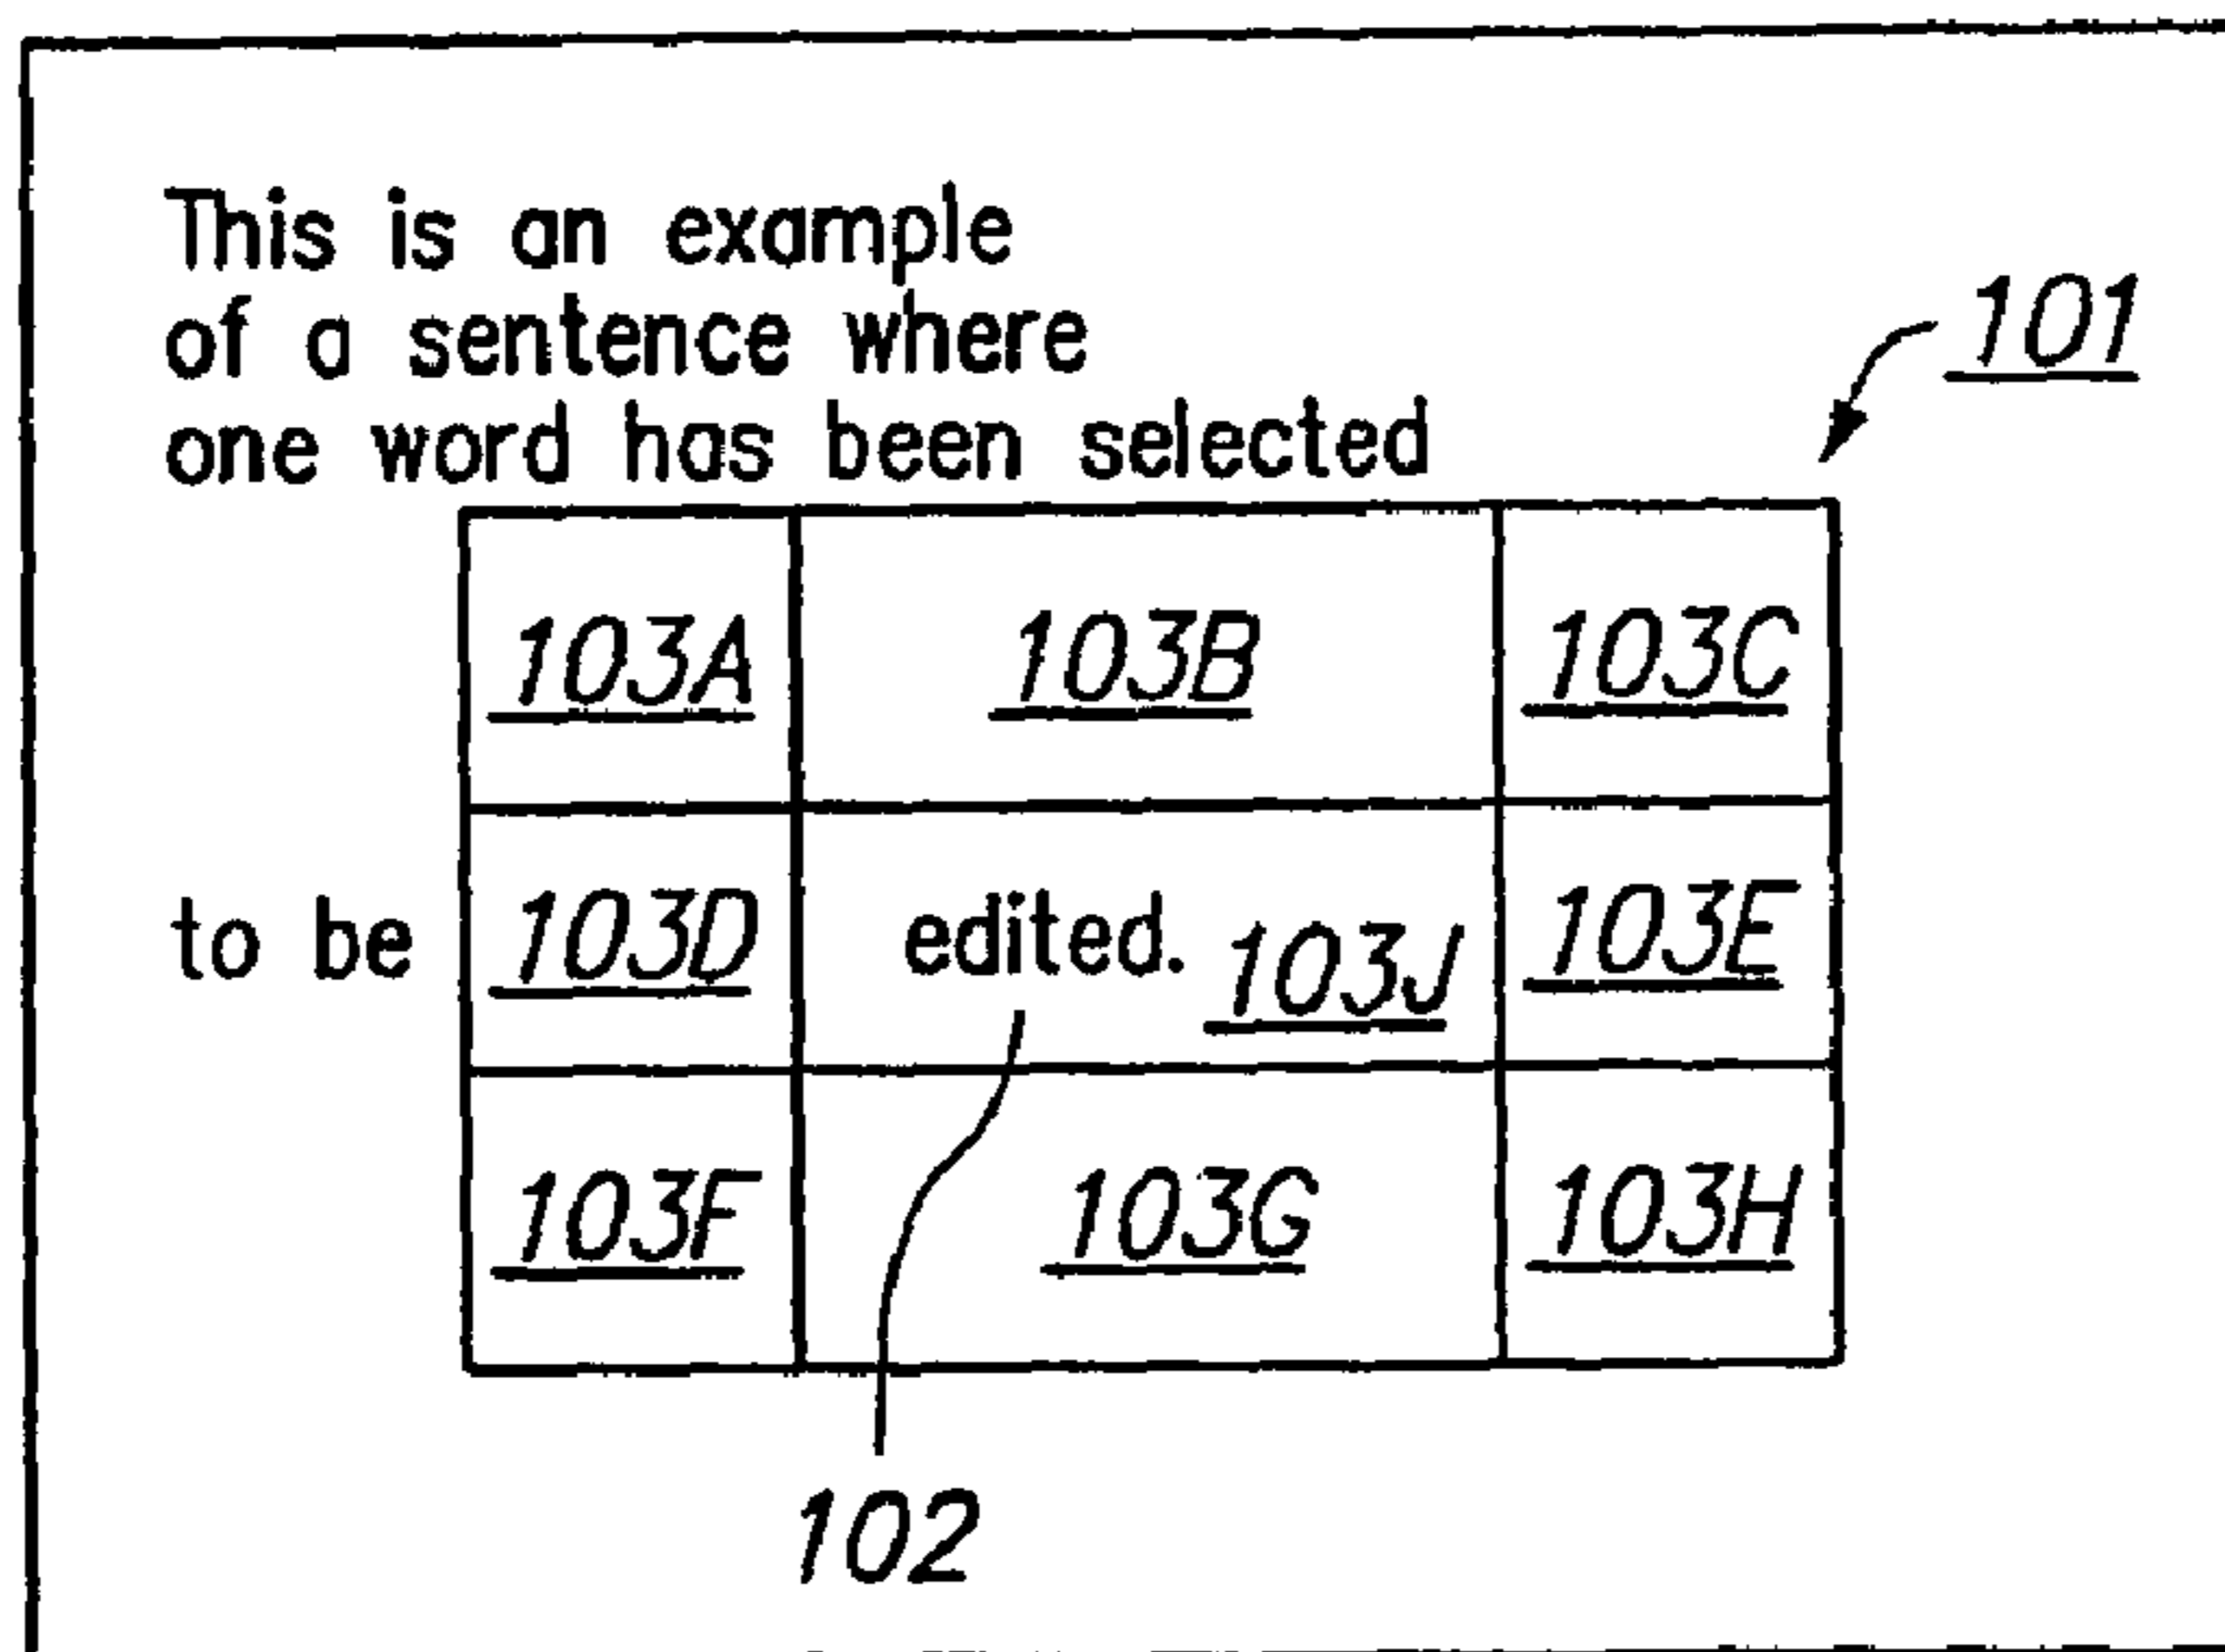 This is an example
of a sentence where
one word has been selected
101
103A 103B 103C
to be 103D edited. 103J 103E
103F 103G 103H
102